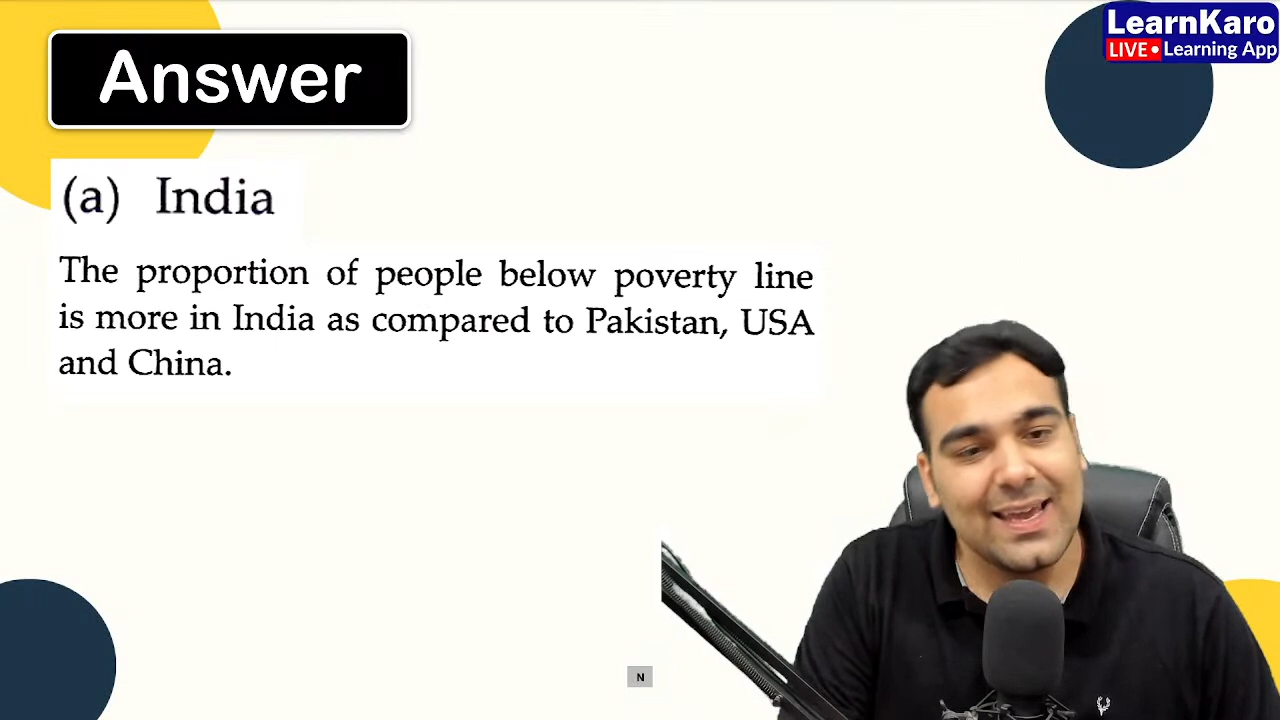 LearnKaro
LIVE • Learning App
Answer
(a) India
The proportion of people below poverty line
is more in India as compared to Pakistan, USA
and China.
N